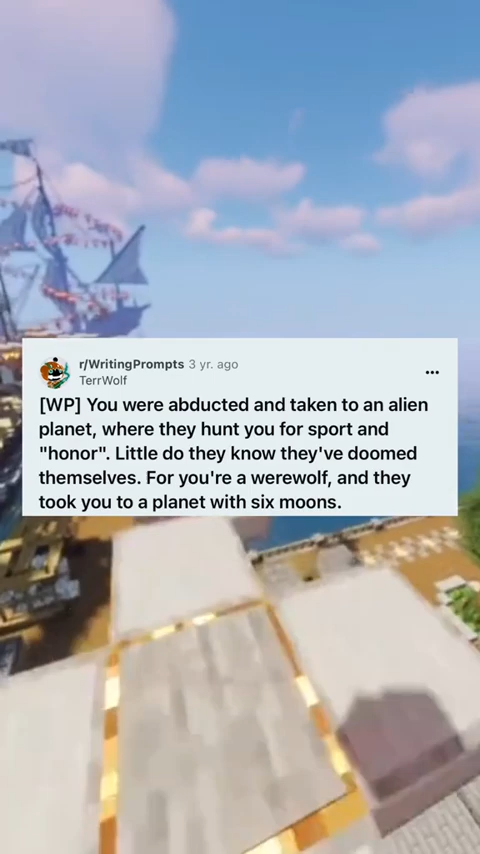 r/WritingPrompts 3 yr. ago
TerrWolf
[WP] You were abducted and taken to an alien
planet, where they hunt you for sport and
"honor". Little do they know they've doomed
themselves. For you're a werewolf, and they
took you to a planet with six moons.